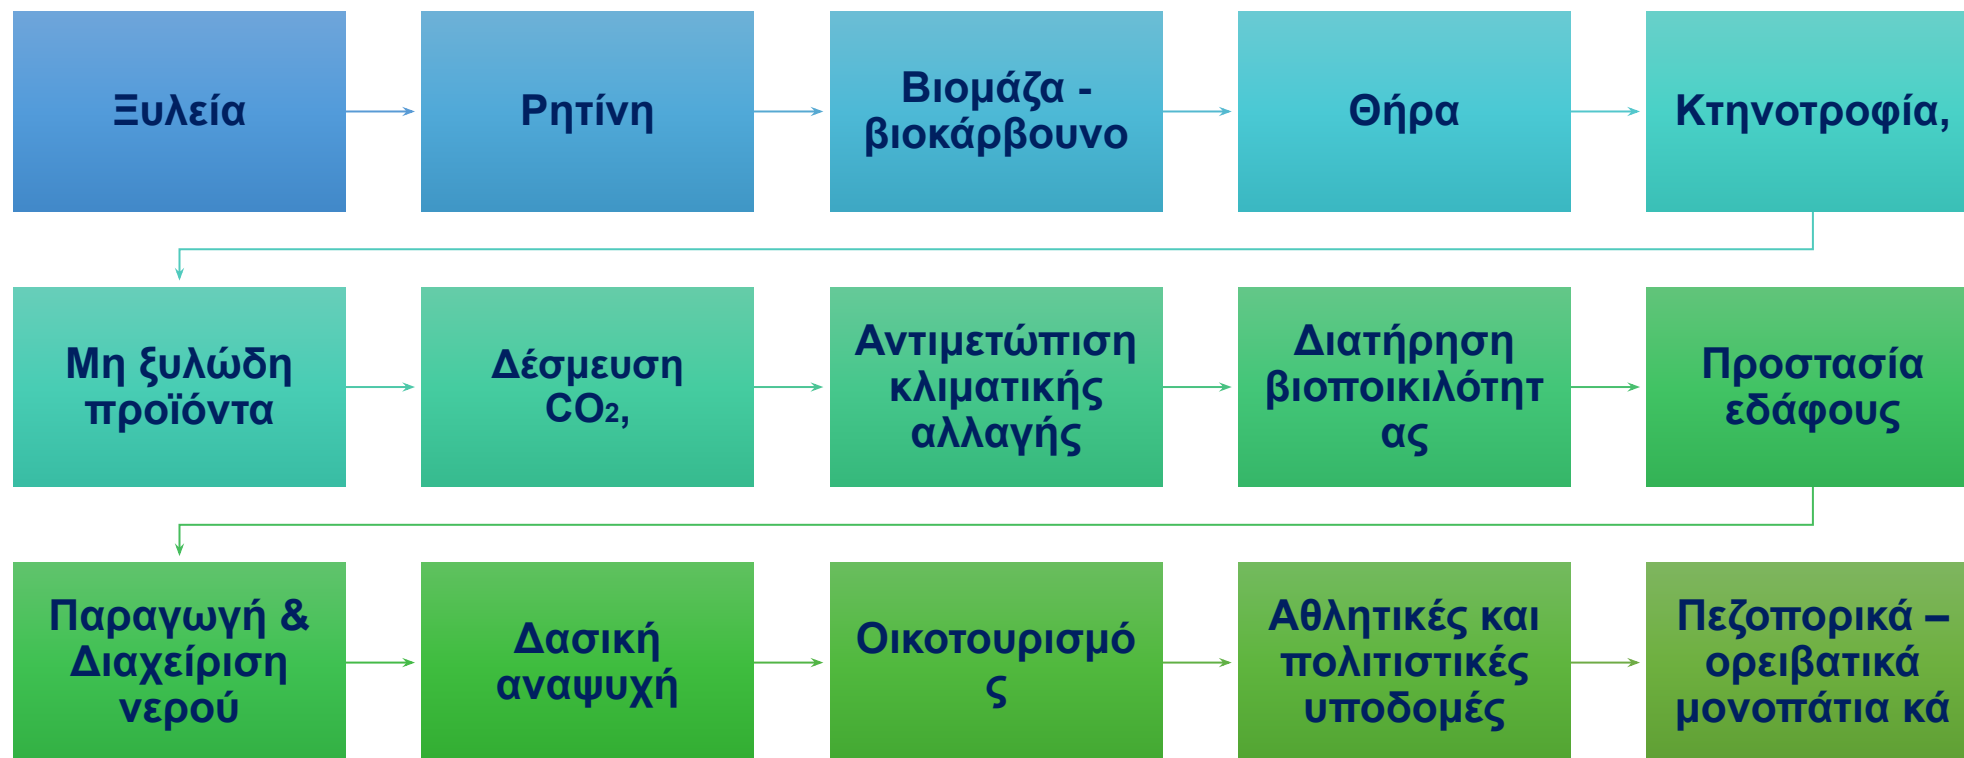 Ξυλεία
Ρητίνη
Βιομάζα -
βιοκάρβουνο
Θήρα
Κτηνοτροφία,
Μη ξυλώδη
προϊόντα
Δέσμευση
CO₂,
Αντιμετώπιση
κλιματικής
αλλαγής
Διατήρηση
βιοποικιλότητ
ας
Προστασία
εδάφους
Παραγωγή &
Διαχείριση
νερού
Δασική
αναψυχή
Οικοτουρισμό
ς
Αθλητικές και
πολιτιστικές
υποδομές
Πεζοπορικά –
ορειβατικά
μονοπάτια κά